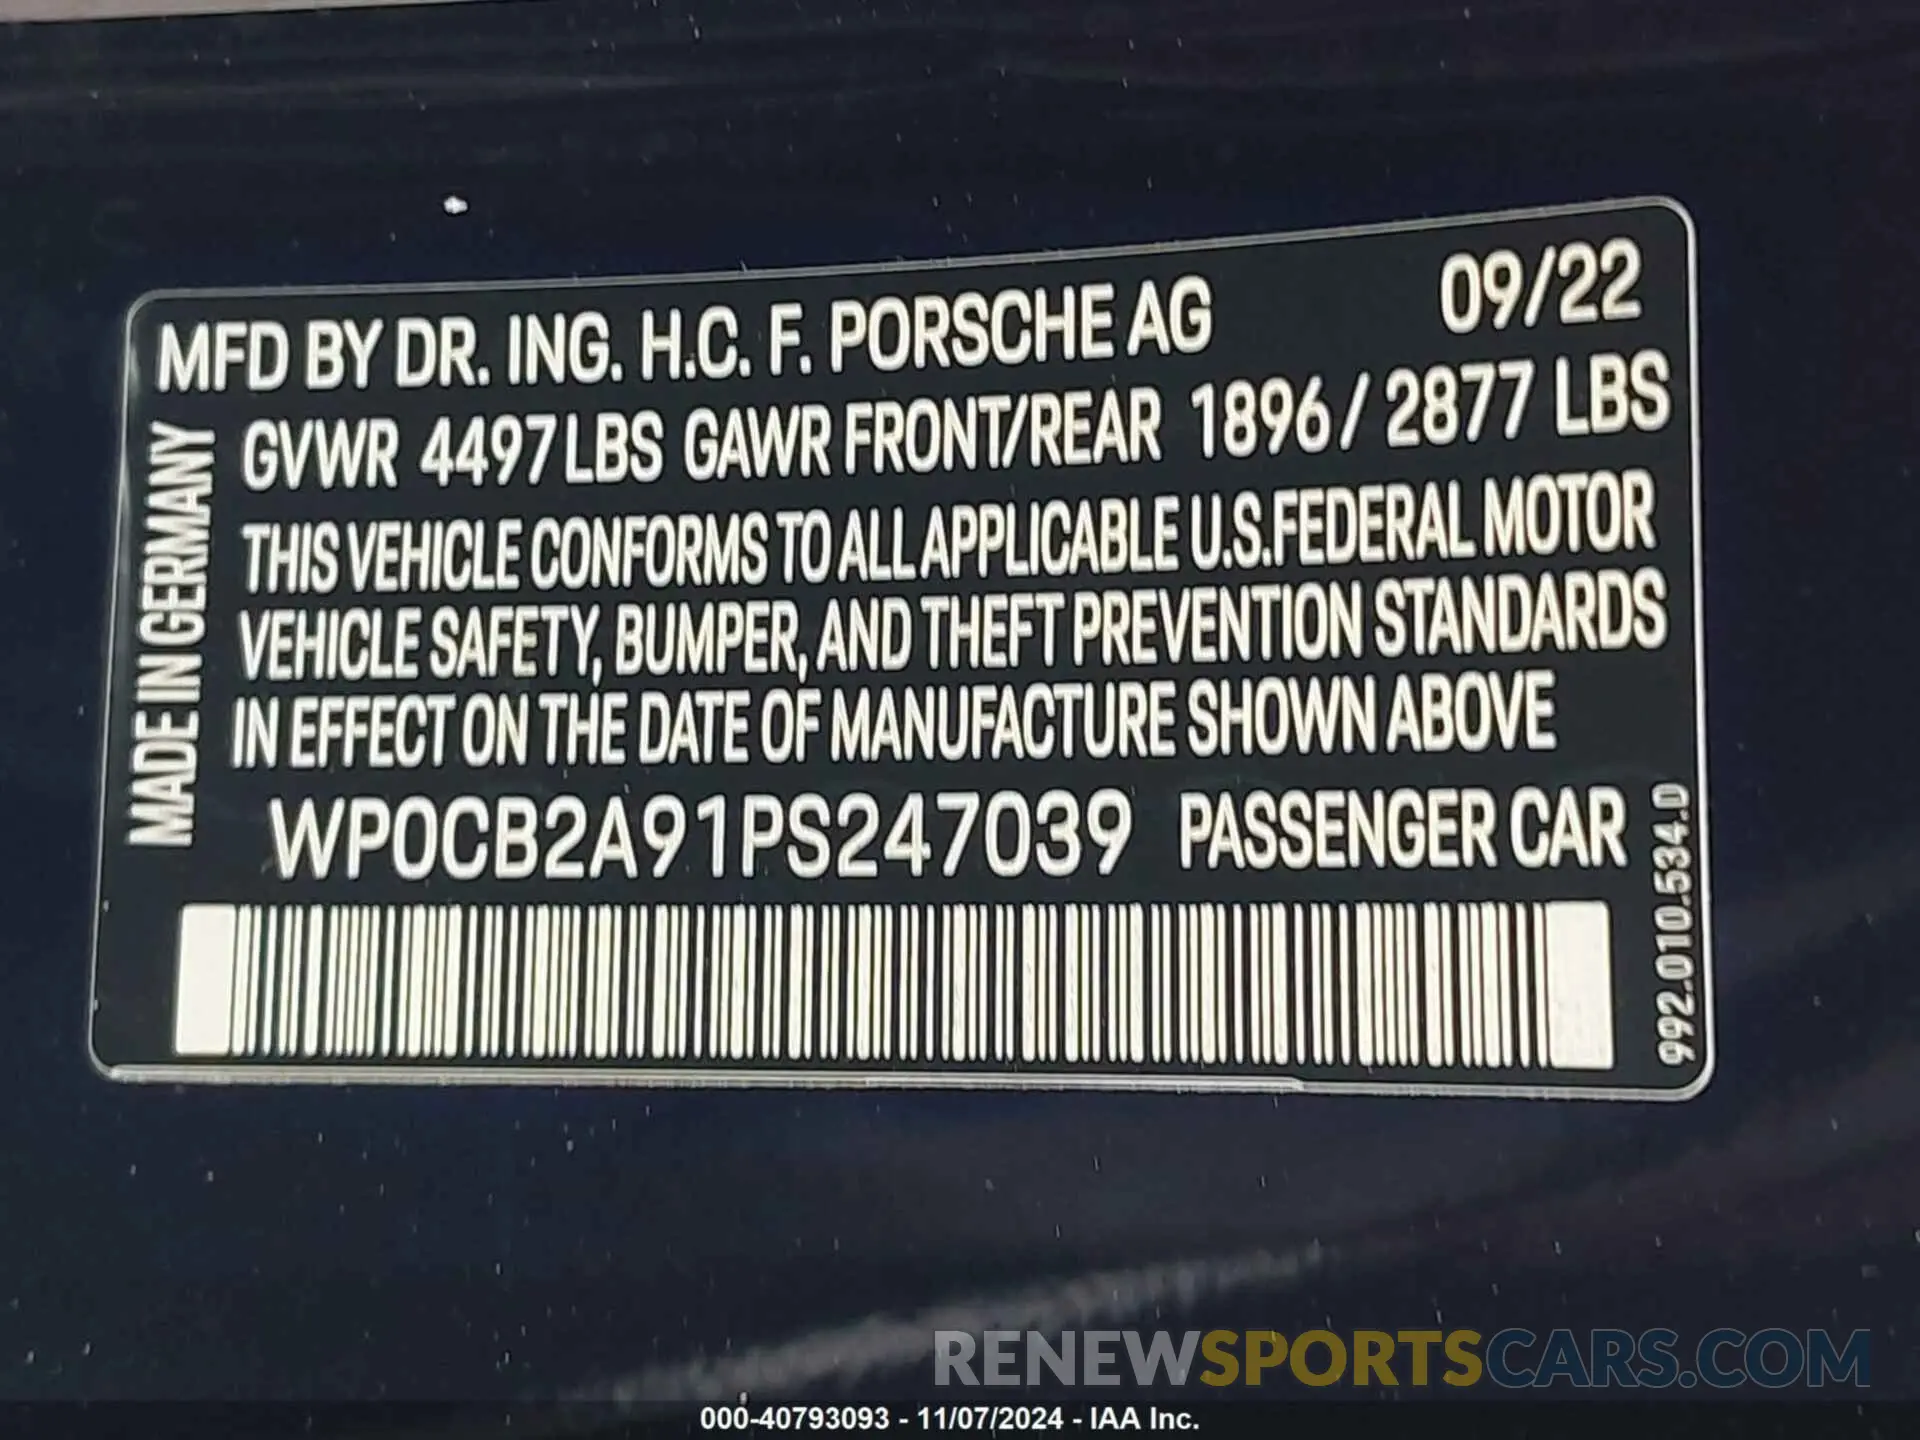 MFD BY DR. ING. H.C. F. PORSCHE AG 09/22
GVWR 4497 LBS GAWR FRONT/REAR 1896 / 2877 LBS
THIS VEHICLE CONFORMS TO ALL APPLICABLE U.S.FEDERAL MOTOR
VEHICLE SAFETY, BUMPER, AND THEFT PREVENTION STANDARDS
IN EFFECT ON THE DATE OF MANUFACTURE SHOWN ABOVE
WP0CB2A91PS247039 PASSENGER CAR
MADE IN GERMANY
992.010.534.D
RENEWSPORTSCARS.COM
000-40793093 - 11/07/2024 - IAA Inc.